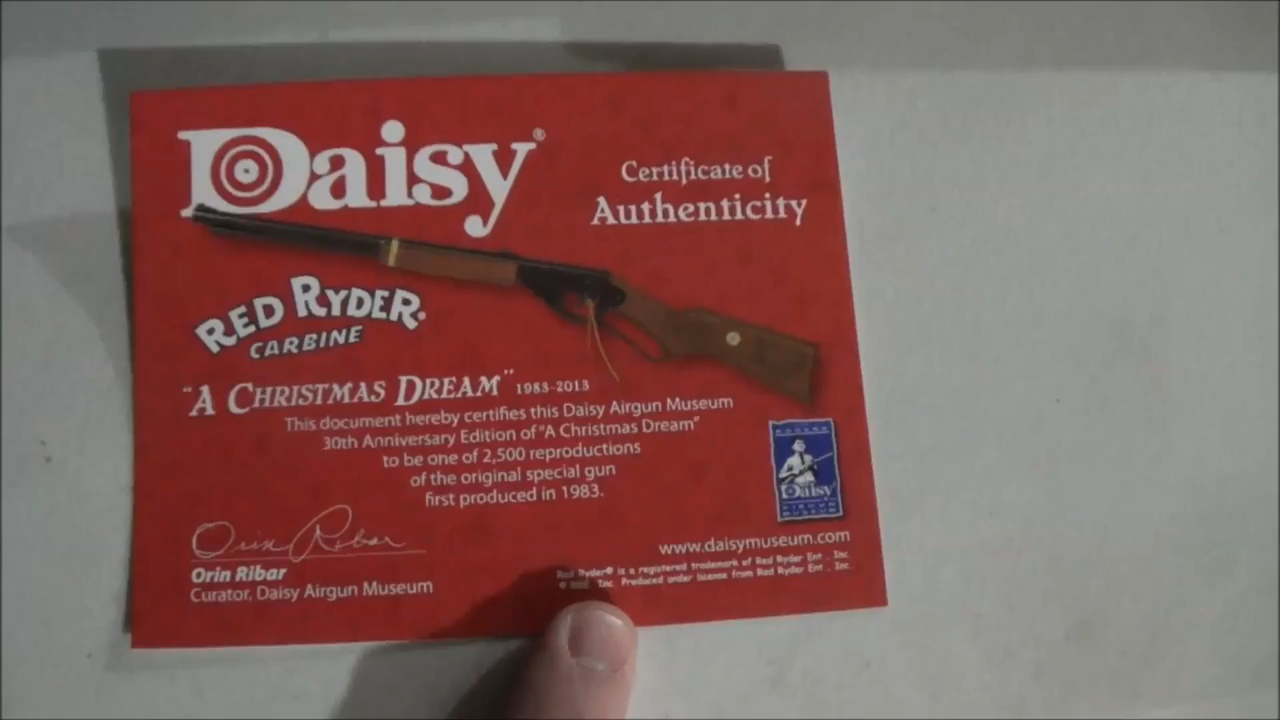 Daisy®
Certificate of
Authenticity
RED RYDER®
CARBINE
"A CHRISTMAS DREAM" 1983-2013
This document hereby certifies this Daisy Airgun Museum
30th Anniversary Edition of "A Christmas Dream"
to be one of 2,500 reproductions
of the original special gun
first produced in 1983.
Daisy
AIRGUN
MUSEUM
Orin Ribar
Orin Ribar
Curator, Daisy Airgun Museum
www.daisymuseum.com
Red Ryder® is a registered trademark of Red Ryder Ent., Inc.
© Inc. Produced under license from Red Ryder Ent., Inc.